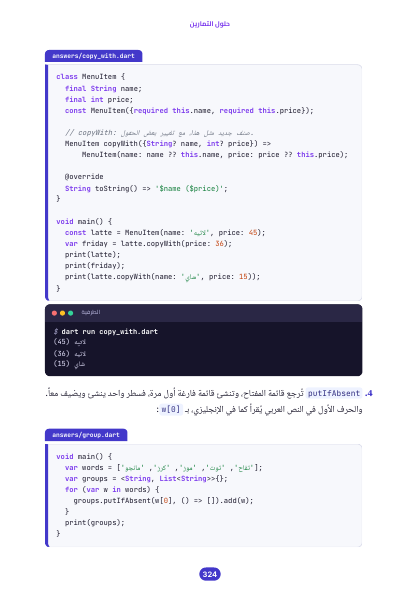 حلول التمارين
answers/copy_with.dart
class MenuItem {
final String name;
final int price;
const MenuItem({required this.name, required this.price});
// copyWith: صنف جديد مثل هذا، مع تغيير بعض الحقول.
MenuItem copyWith({String? name, int? price}) =>
MenuItem(name: name ?? this.name, price: price ?? this.price);
@override
String toString() => '$name ($price)';
}
void main() {
const latte = MenuItem(name: 'لاتيه', price: 45);
var friday = latte.copyWith(price: 36);
print(latte);
print(friday);
print(latte.copyWith(name: 'شاي', price: 15));
}
الطرفية
$ dart run copy_with.dart
لاتيه (45)
لاتيه (36)
شاي (15)
4. putIfAbsent تُرجع قائمة المفتاح، وتنشئ قائمة فارغة أول مرة، فسطر واحد ينشئ ويضيف معاً.
والحرف الأول في النص العربي يُقرأ كما في الإنجليزي، بـ w[0] :
answers/group.dart
void main() {
var words = ['تفاح', 'توت', 'موز', 'كرز', 'مانجو'];
var groups = <String, List<String>>{};
for (var w in words) {
groups.putIfAbsent(w[0], () => []).add(w);
}
print(groups);
}
324